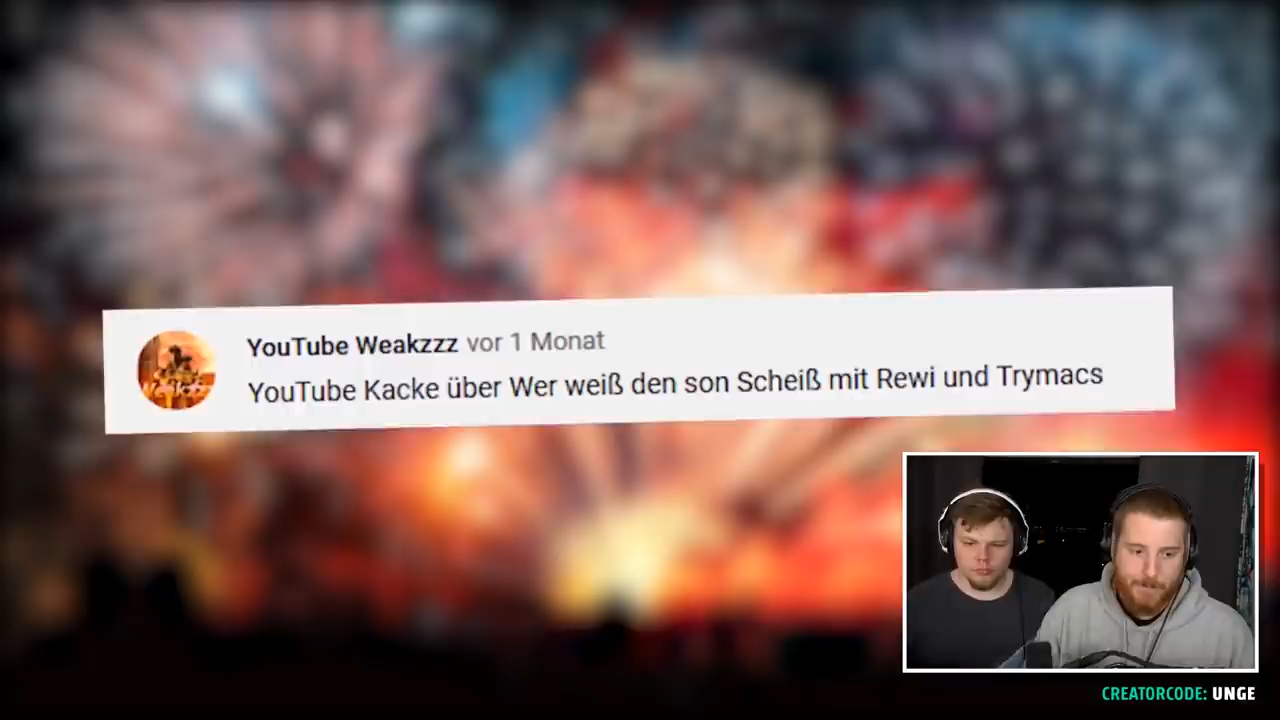 YouTube Weakzzz vor 1 Monat
YouTube Kacke über Wer weiß den son Scheiß mit Rewi und Trymacs
CREATORCODE: UNGE